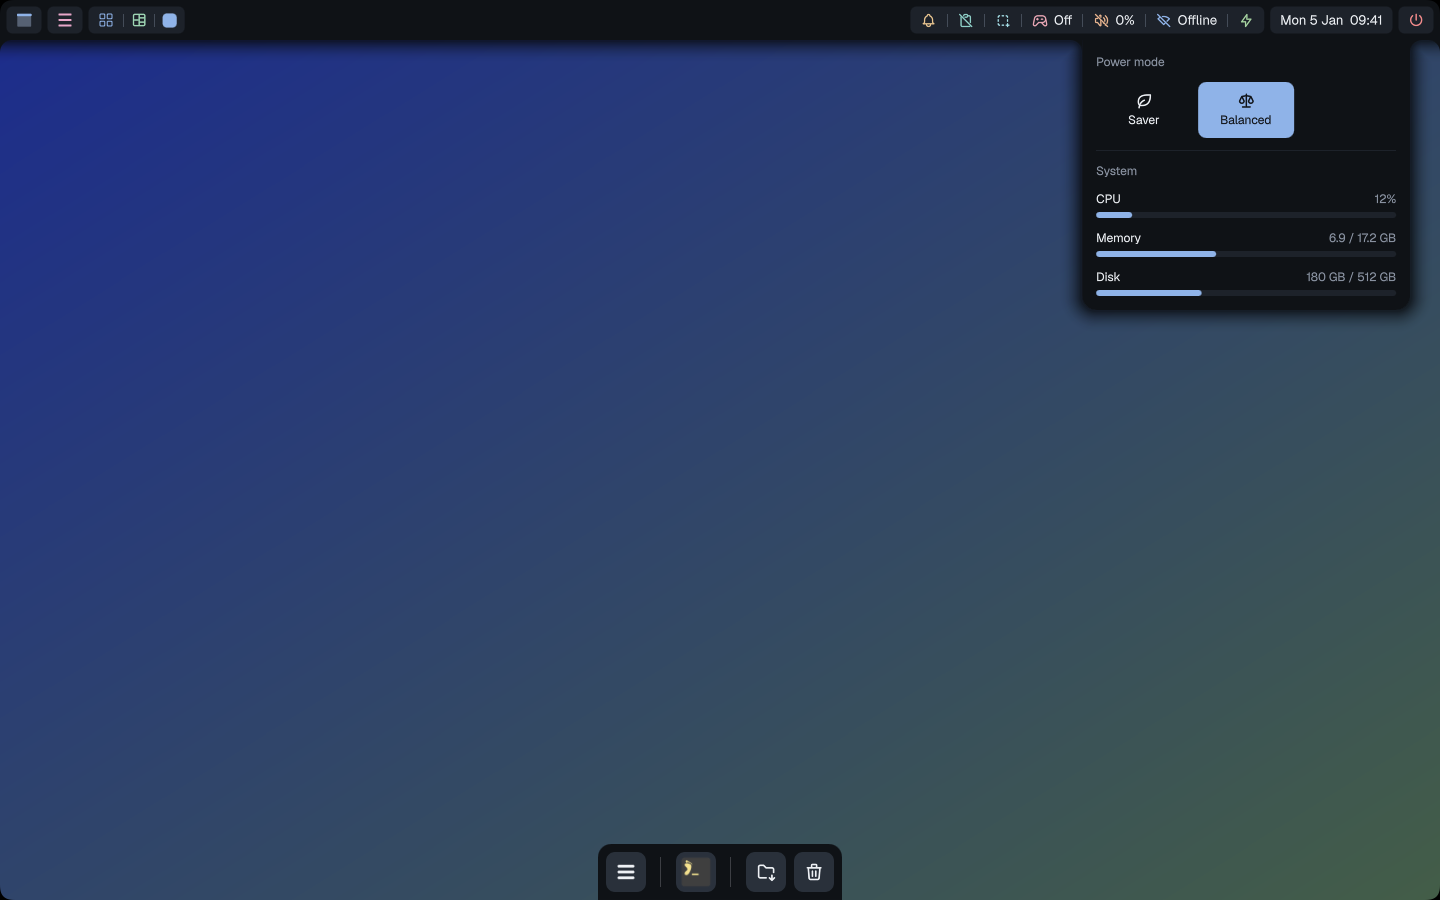 Off 0% Offline Mon 5 Jan 09:41
Power mode
Saver Balanced
System
CPU 12%
Memory 6.9 / 17.2 GB
Disk 180 GB / 512 GB